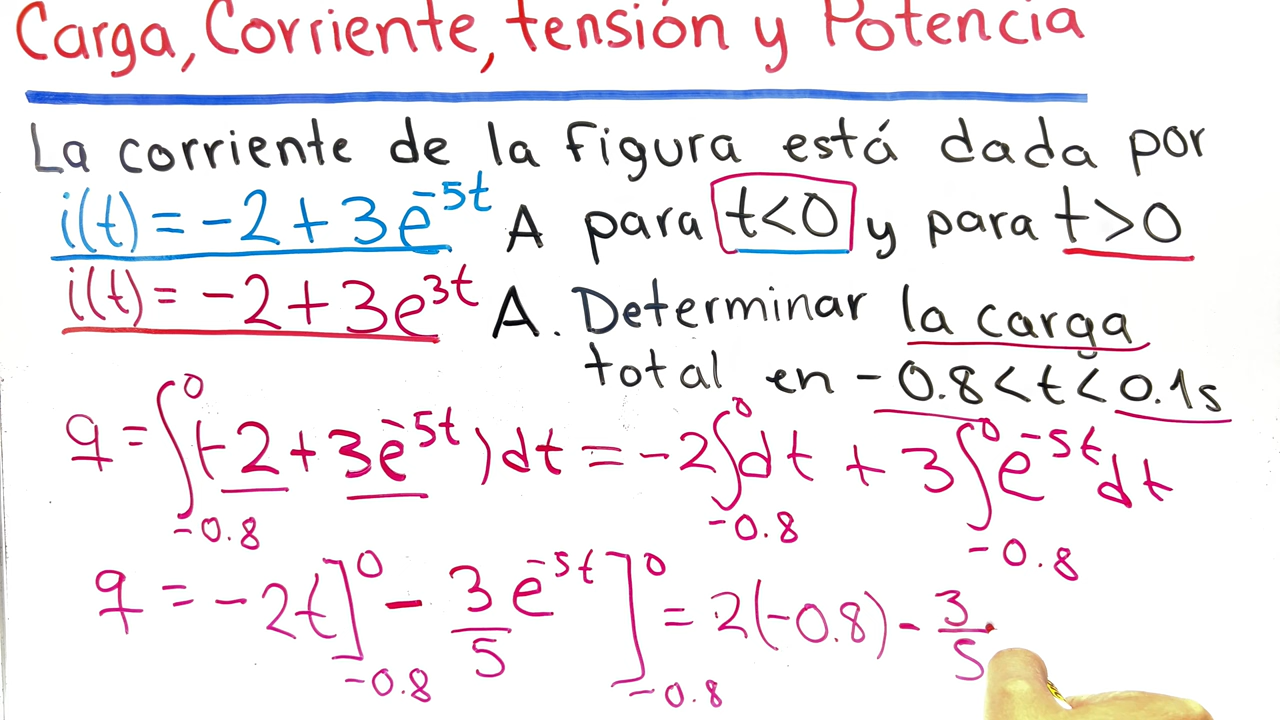 Carga, Corriente, tensión y Potencia
La corriente de la figura está dada por
i(t) = -2 + 3e^-5t A para t<0 y para t>0
i(t) = -2 + 3e^3t A. Determinar la carga
total en -0.8<t<0.1s
q = ∫_-0.8^0 (-2 + 3e^-5t) dt = -2 ∫_-0.8^0 dt + 3 ∫_-0.8^0 e^-5t dt
q = -2t]_-0.8^0 - 3/5 e^-5t]_-0.8^0 = 2(-0.8) - 3/5